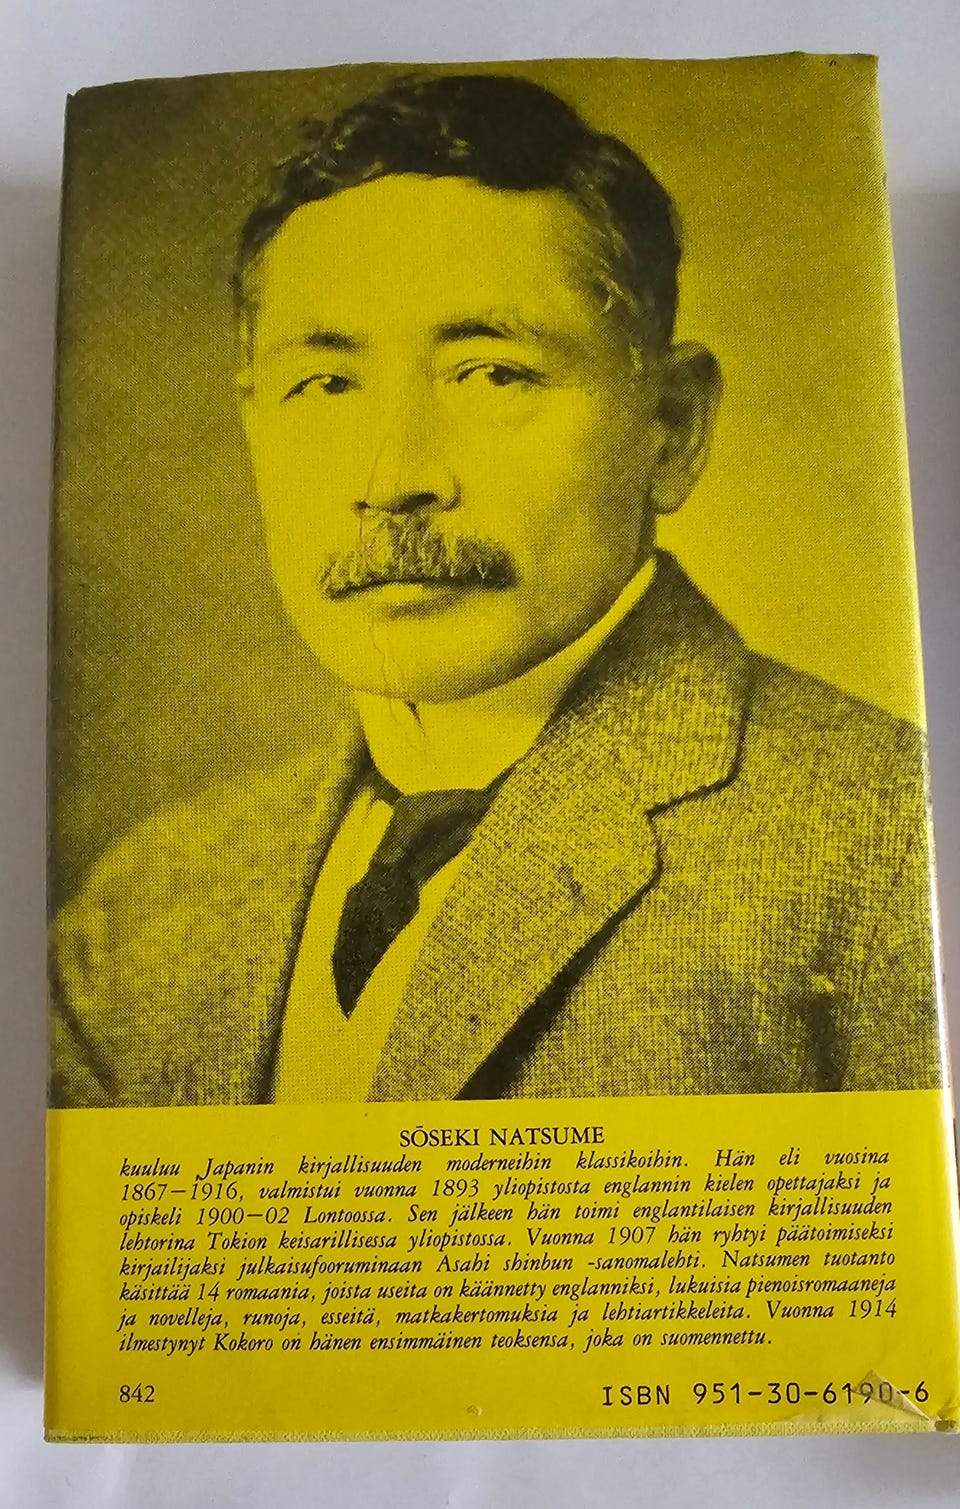 SŌSEKI NATSUME
kuuluu Japanin kirjallisuuden moderneihin klassikoihin. Hän eli vuosina
1867—1916, valmistui vuonna 1893 yliopistosta englannin kielen opettajaksi ja
opiskeli 1900—02 Lontoossa. Sen jälkeen hän toimi englantilaisen kirjallisuuden
lehtorina Tokion keisarillisessa yliopistossa. Vuonna 1907 hän ryhtyi päätoimiseksi
kirjailijaksi julkaisufooruminaan Asahi shinbun -sanomalehti. Natsumen tuotanto
käsittää 14 romaania, joista useita on käännetty englanniksi, lukuisia pienoisromaaneja
ja novelleja, runoja, esseitä, matkakertomuksia ja lehtiartikkeleita. Vuonna 1914
ilmestynyt Kokoro on hänen ensimmäinen teoksensa, joka on suomennettu.
842 ISBN 951-30-6190-6